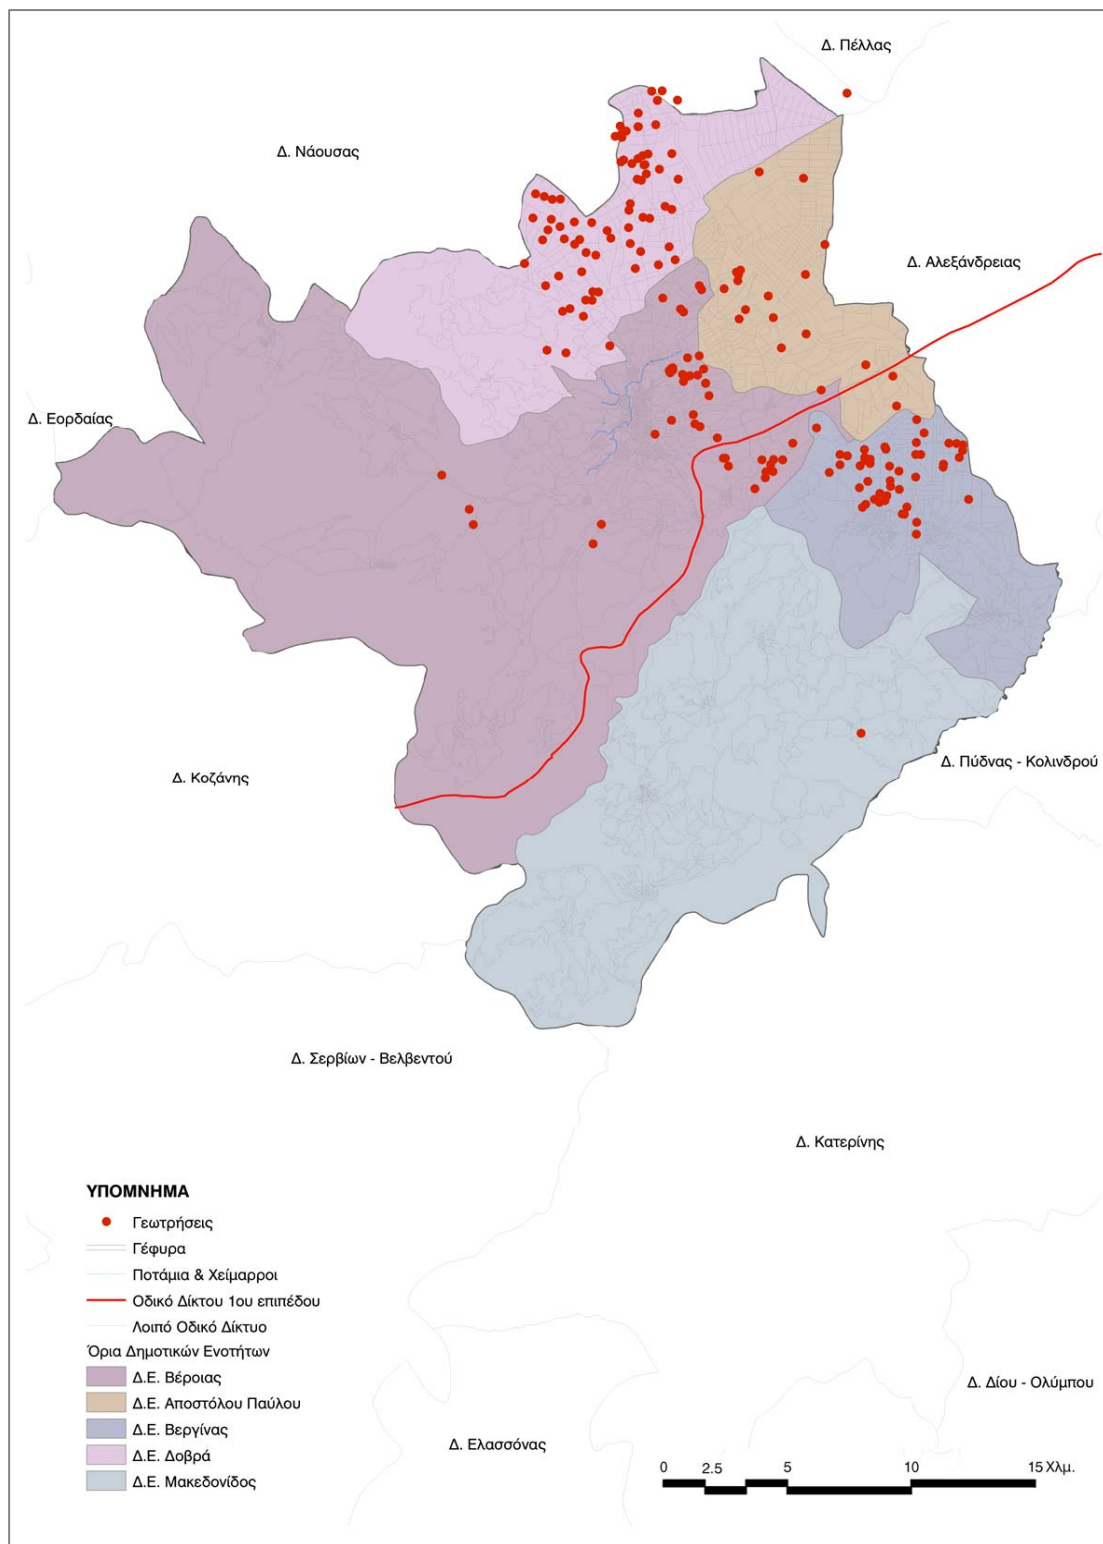 Δ. Πέλλας
Δ. Νάουσας
Δ. Αλεξάνδρειας
Δ. Εορδαίας
Δ. Πύδνας - Κολινδρού
Δ. Κοζάνης
Δ. Σερβίων - Βελβεντού
Δ. Κατερίνης
ΥΠΟΜΝΗΜΑ
Γεωτρήσεις
Γέφυρα
Ποτάμια & Χείμαρροι
Οδικό Δίκτυο 1ου επιπέδου
Λοιπό Οδικό Δίκτυο
Όρια Δημοτικών Ενοτήτων
Δ.Ε. Βέροιας
Δ.Ε. Αποστόλου Παύλου
Δ.Ε. Βεργίνας
Δ.Ε. Δοβρά
Δ.Ε. Μακεδονίδος
Δ. Δίου - Ολύμπου
Δ. Ελασσόνας
0 2.5 5 10 15 Χλμ.